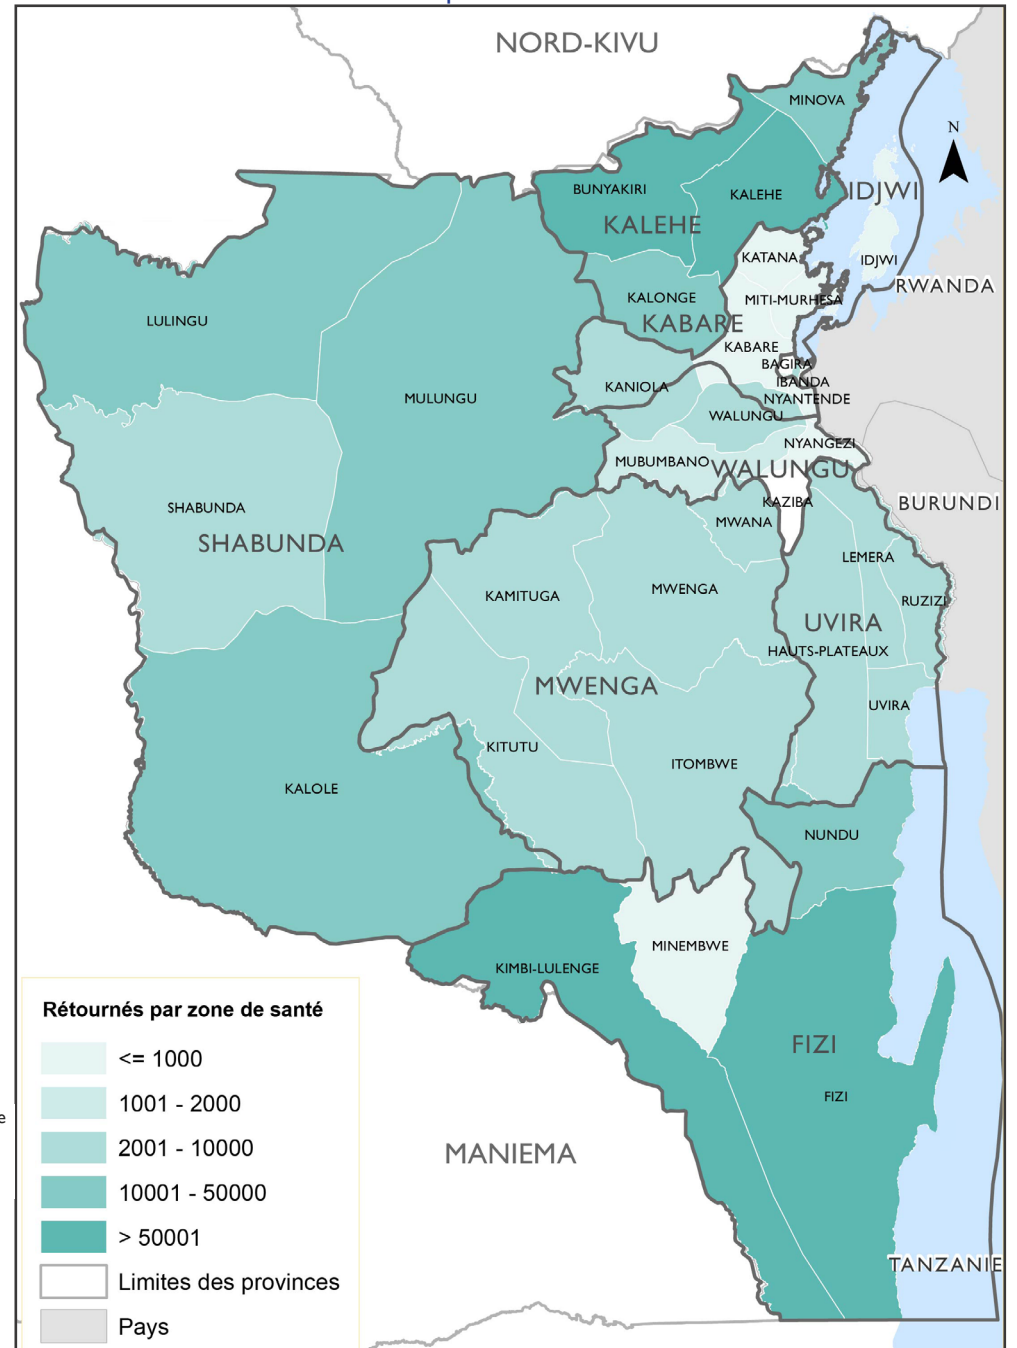 NORD-KIVU
MINOVA
N
BUNYAKIRI
KALEHE
IDJWI
KALEHE
KATANA
IDJWI
RWANDA
KALONGE
MITI-MURHESA
LULINGU
KABARE
KABARE
BAGIRA
IBANDA
KANIOLA
MULUNGU
NYANTENDE
WALUNGU
NYANGEZI
MUBUMBANO
WALUNGU
BURUNDI
KAZIBA
SHABUNDA
MWANA
SHABUNDA
LEMERA
KAMITUGA
MWENGA
RUZIZI
UVIRA
HAUTS-PLATEAUX
MWENGA
UVIRA
KITUTU
ITOMBWE
KALOLE
NUNDU
MINEMBWE
KIMBI-LULENGE
FIZI
FIZI
MANIEMA
TANZANIE
Rétournés par zone de santé
<= 1000
1001 - 2000
2001 - 10000
10001 - 50000
> 50001
Limites des provinces
Pays
e